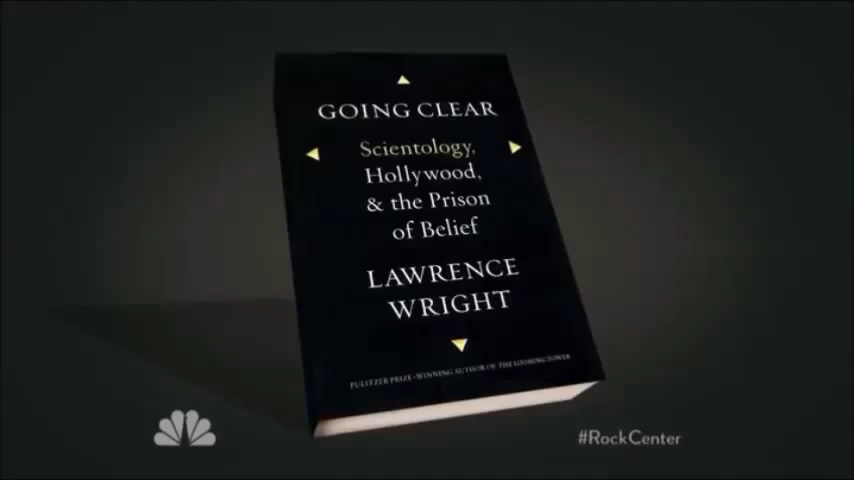 GOING CLEAR
Scientology,
Hollywood,
& the Prison
of Belief
LAWRENCE
WRIGHT
PULITZER PRIZE–WINNING AUTHOR OF THE LOOMING TOWER
#RockCenter